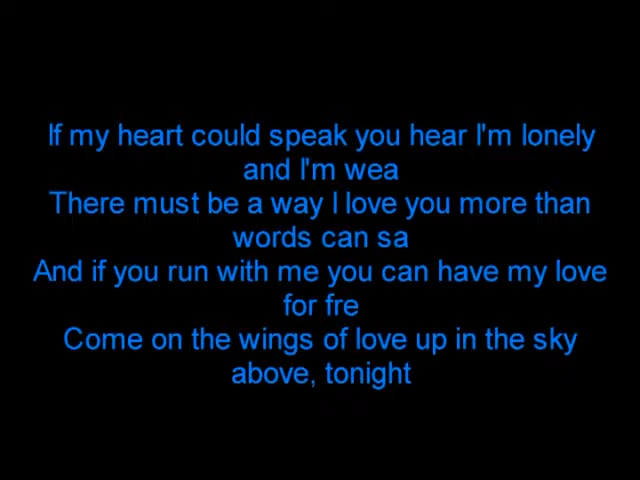 If my heart could speak you hear I'm lonely
and I'm wea
There must be a way I love you more than
words can sa
And if you run with me you can have my love
for fre
Come on the wings of love up in the sky
above, tonight